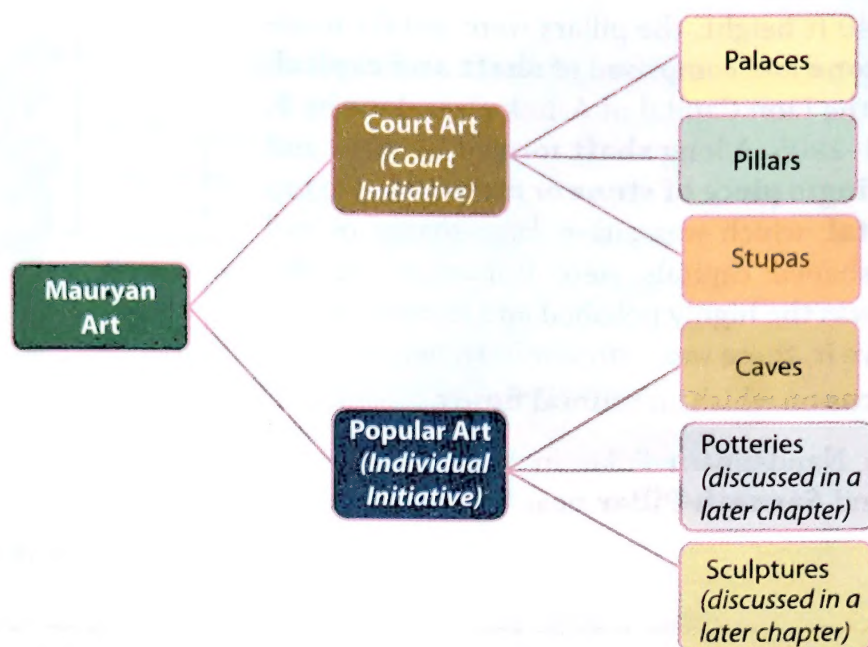 Mauryan
Art
Court Art
(Court
Initiative)
Palaces
Pillars
Stupas
Popular Art
(Individual
Initiative)
Caves
Potteries
(discussed in a
later chapter)
Sculptures
(discussed in a
later chapter)